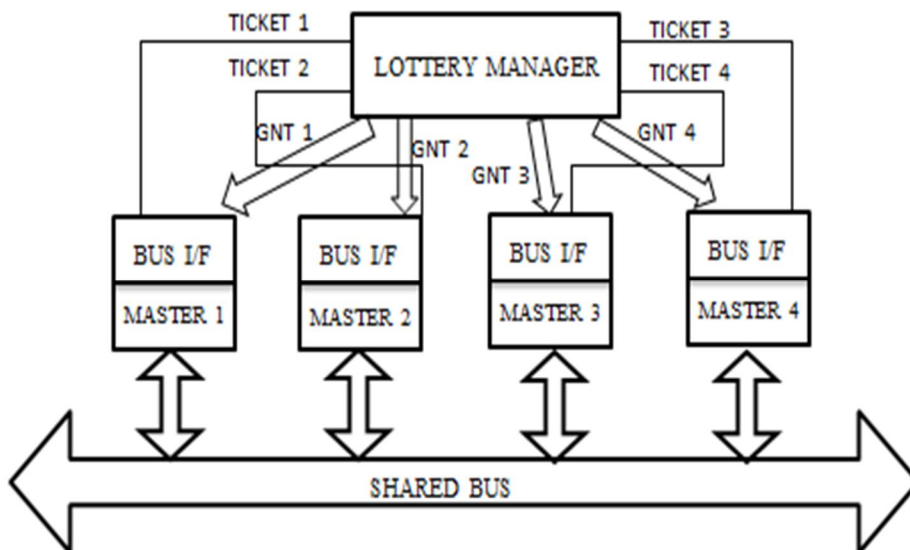 TICKET 1
TICKET 3
LOTTERY MANAGER
TICKET 2
TICKET 4
GNT 1
GNT 2
GNT 3
GNT 4
BUS I/F
BUS I/F
BUS I/F
BUS I/F
MASTER 1
MASTER 2
MASTER 3
MASTER 4
SHARED BUS